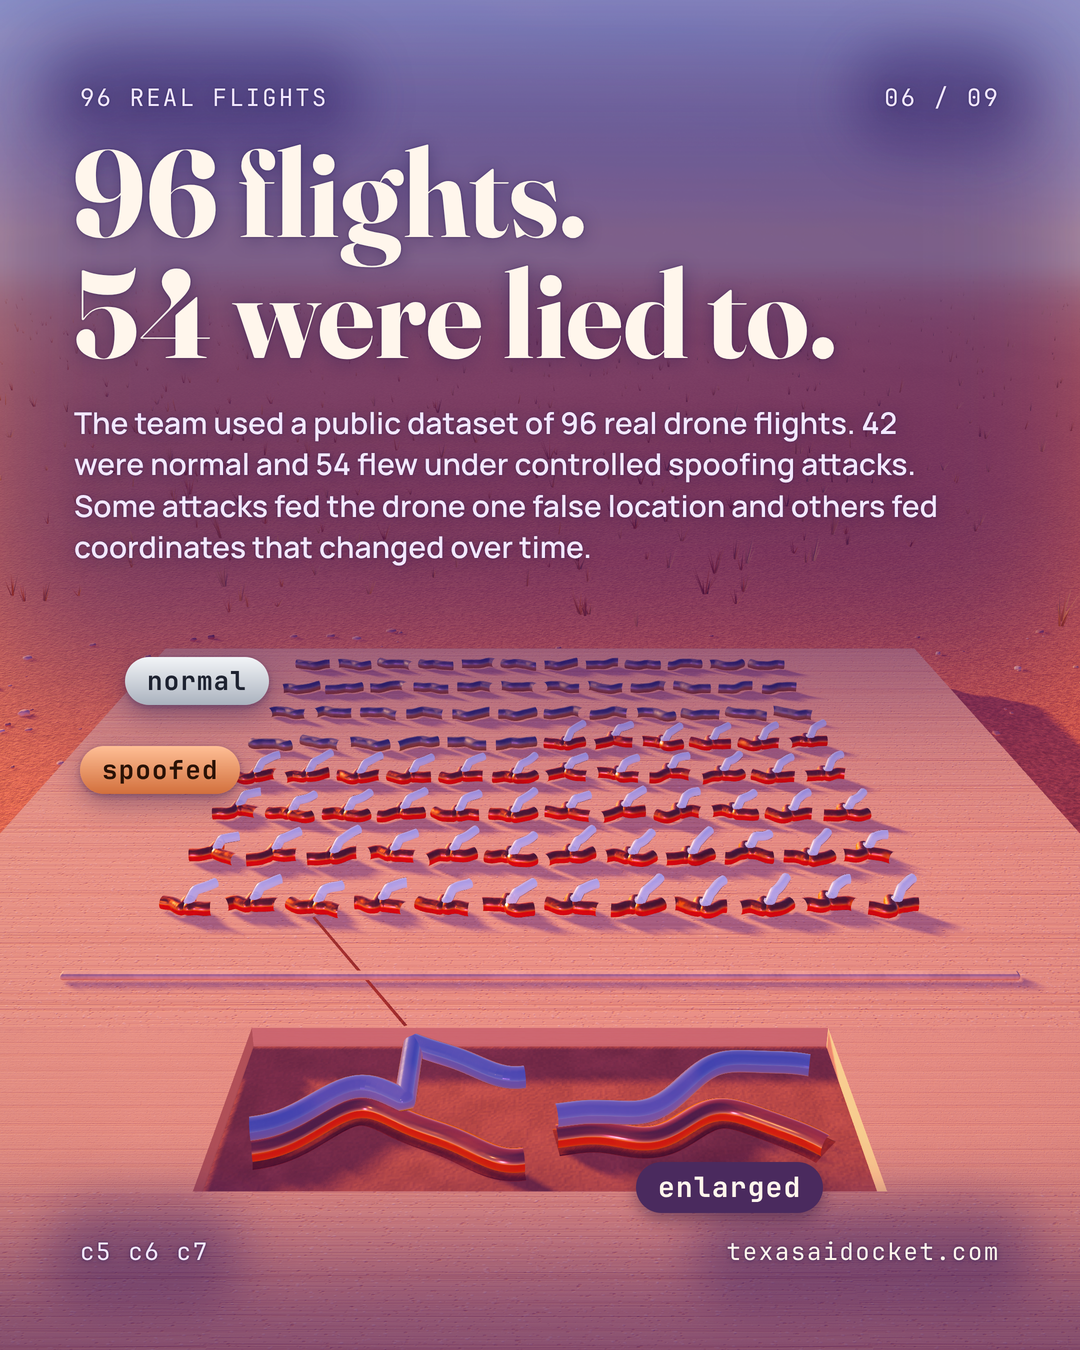 96 REAL FLIGHTS
06 / 09
96 flights.
54 were lied to.
The team used a public dataset of 96 real drone flights. 42
were normal and 54 flew under controlled spoofing attacks.
Some attacks fed the drone one false location and others fed
coordinates that changed over time.
normal
spoofed
enlarged
c5 c6 c7
texasaidocket.com